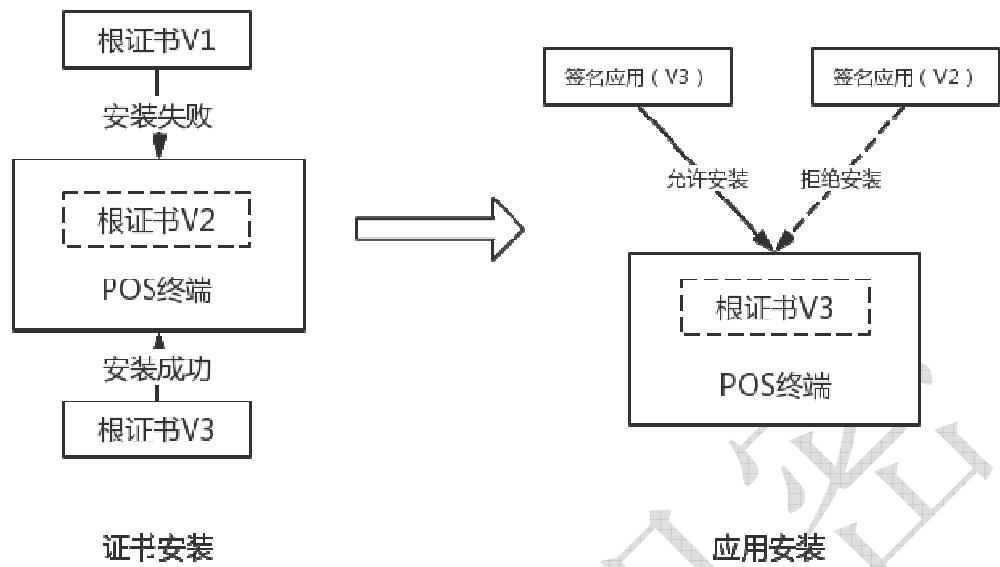 根证书V1
安装失败
根证书V2
POS终端
安装成功
根证书V3
证书安装
签名应用（V3）
签名应用（V2）
允许安装
拒绝安装
根证书V3
POS终端
应用安装
密